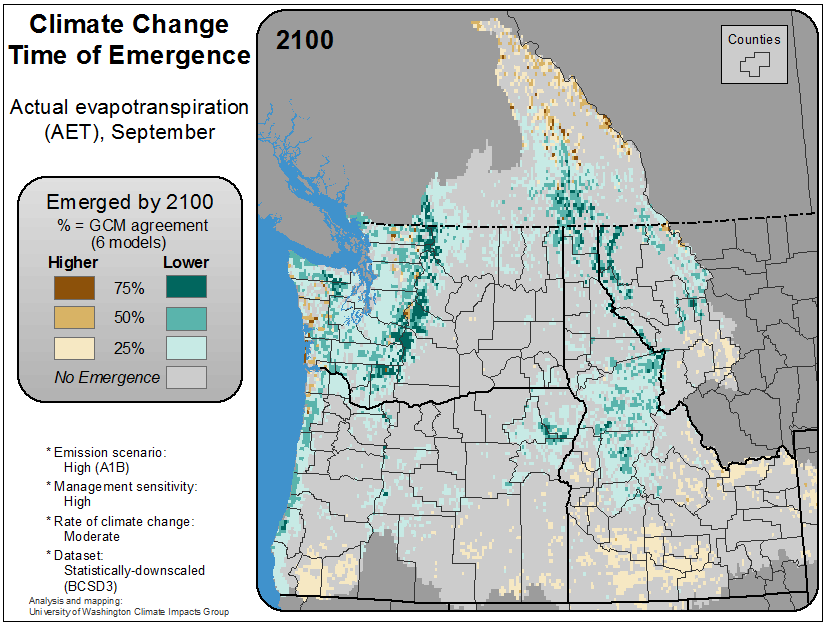 Climate Change
Time of Emergence
Actual evapotranspiration
(AET), September
Emerged by 2100
% = GCM agreement
(6 models)
Higher Lower
75%
50%
25%
No Emergence
* Emission scenario:
High (A1B)
* Management sensitivity:
High
* Rate of climate change:
Moderate
* Dataset:
Statistically-downscaled
(BCSD3)
Analysis and mapping:
University of Washington Climate Impacts Group
2100
Counties